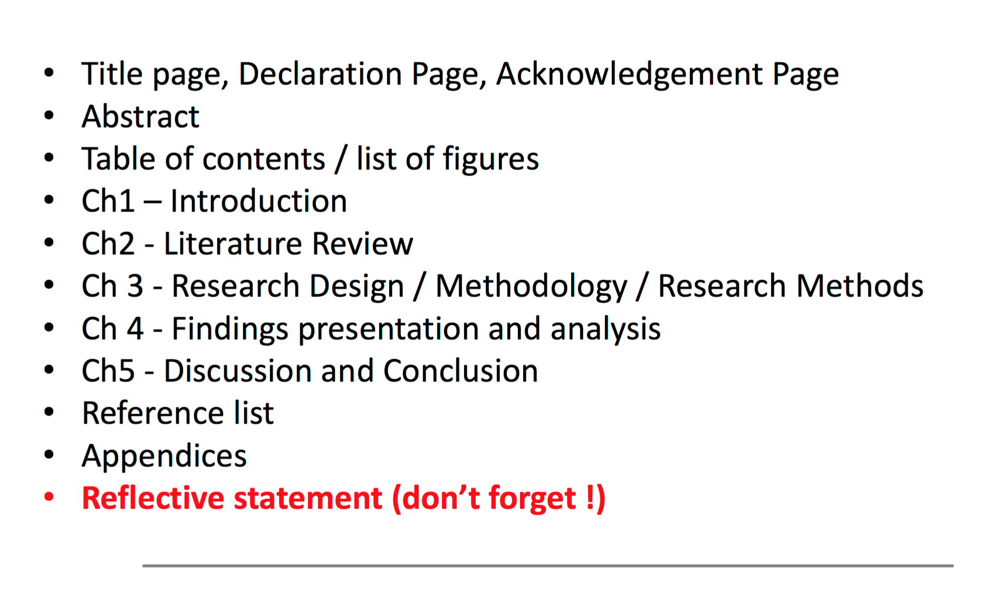 • Title page, Declaration Page, Acknowledgement Page
• Abstract
• Table of contents / list of figures
• Ch1 – Introduction
• Ch2 - Literature Review
• Ch 3 - Research Design / Methodology / Research Methods
• Ch 4 - Findings presentation and analysis
• Ch5 - Discussion and Conclusion
• Reference list
• Appendices
• Reflective statement (don’t forget !)